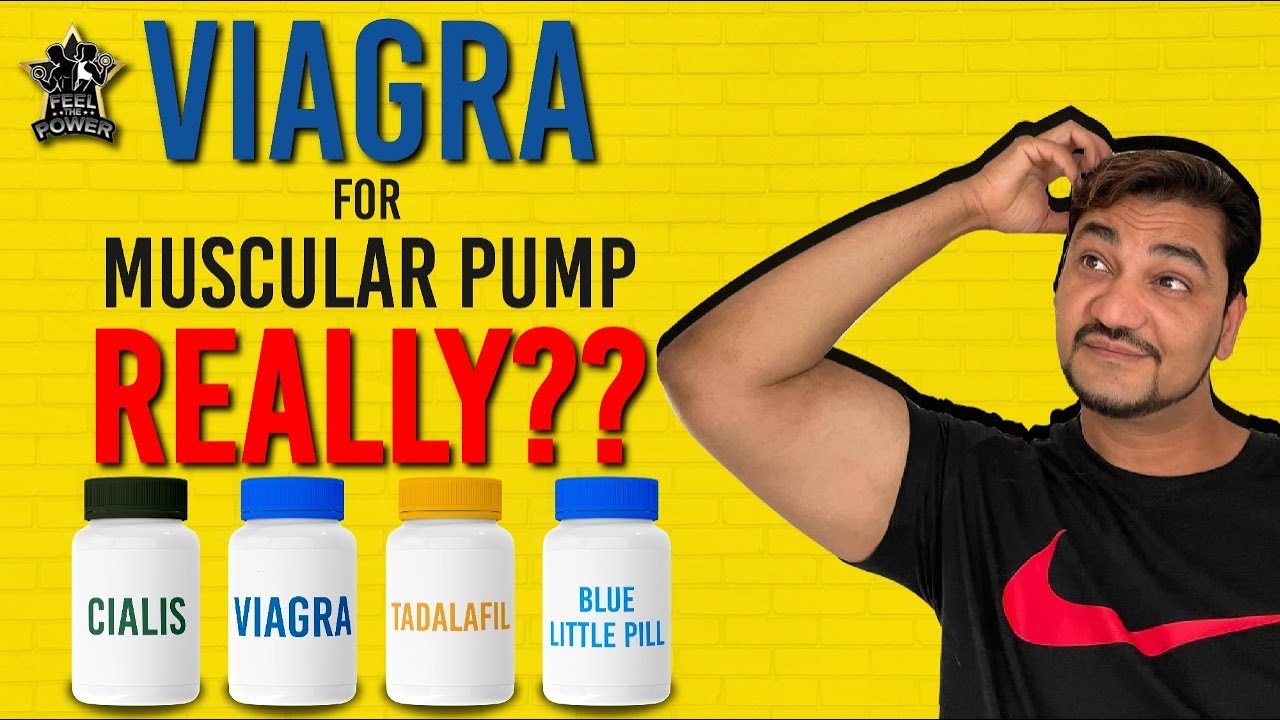 FEEL
THE
POWER
VIAGRA
FOR
MUSCULAR PUMP
REALLY??
CIALIS
VIAGRA
TADALAFIL
BLUE
LITTLE PILL